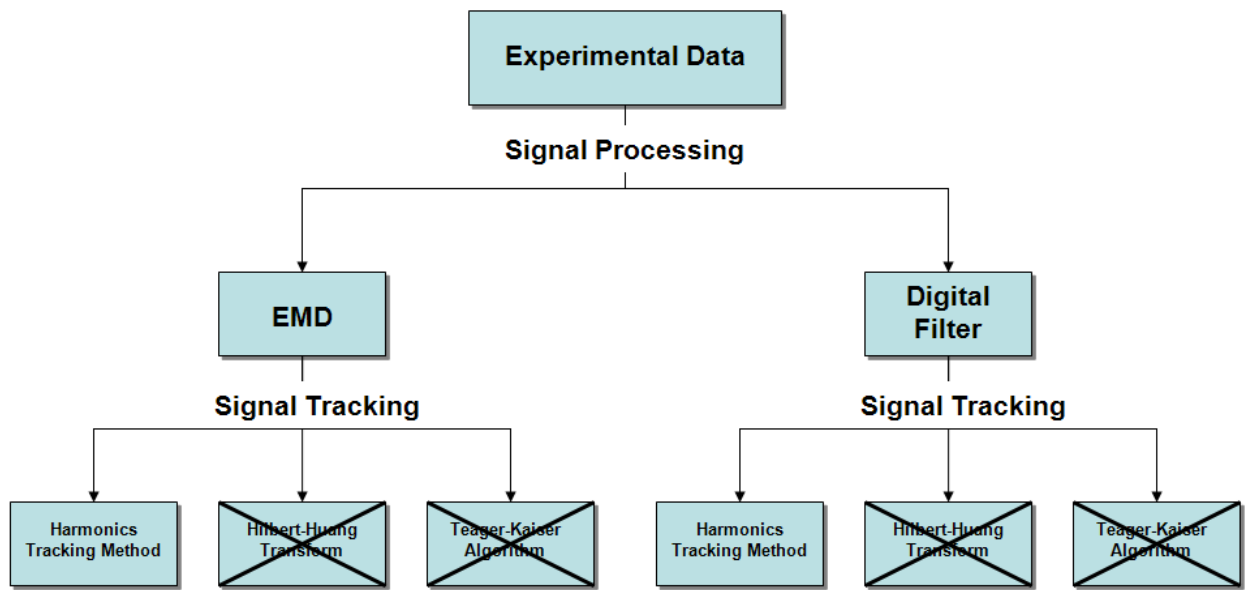 Experimental Data
Signal Processing
EMD
Digital
Filter
Signal Tracking
Signal Tracking
Harmonics
Tracking Method
Hilbert-Huang
Transform
Teager-Kaiser
Algorithm
Harmonics
Tracking Method
Hilbert-Huang
Transform
Teager-Kaiser
Algorithm